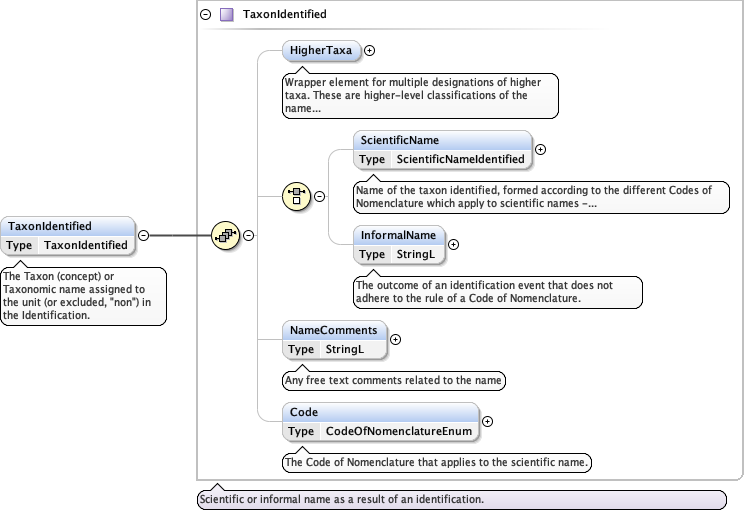 TaxonIdentified
HigherTaxa
Wrapper element for multiple designations of higher
taxa. These are higher-level classifications of the
name...
ScientificName
Type ScientificNameIdentified
Name of the taxon identified, formed according to the different Codes of
Nomenclature which apply to scientific names -...
TaxonIdentified
Type TaxonIdentified
The Taxon (concept) or
Taxonomic name assigned to
the unit (or excluded, "non") in
the Identification.
InformalName
Type StringL
The outcome of an identification event that does not
adhere to the rule of a Code of Nomenclature.
NameComments
Type StringL
Any free text comments related to the name
Code
Type CodeOfNomenclatureEnum
The Code of Nomenclature that applies to the scientific name.
Scientific or informal name as a result of an identification.